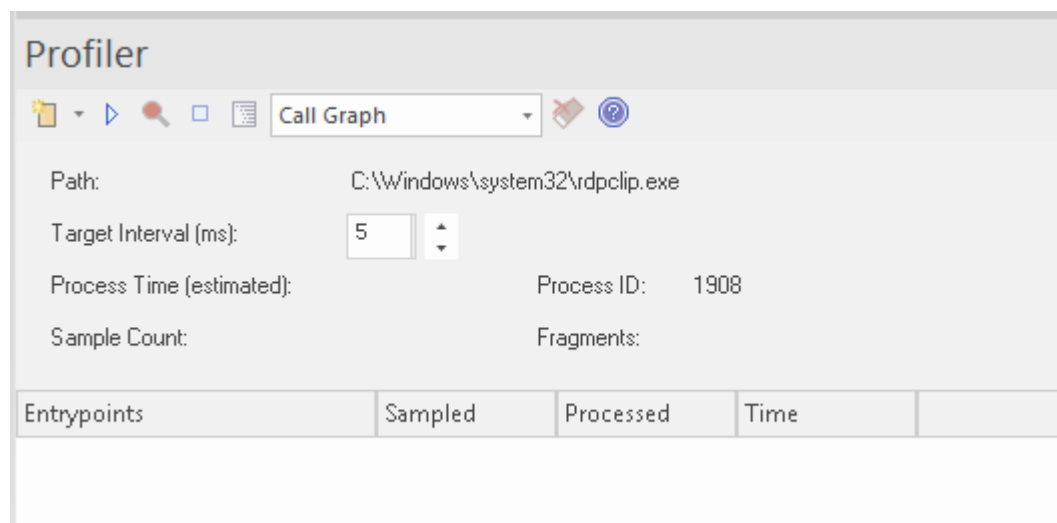 Profiler
Call Graph
Path: C:\Windows\system32\rdpclip.exe
Target Interval (ms): 5
Process Time (estimated): Process ID: 1908
Sample Count: Fragments:
Entrypoints Sampled Processed Time